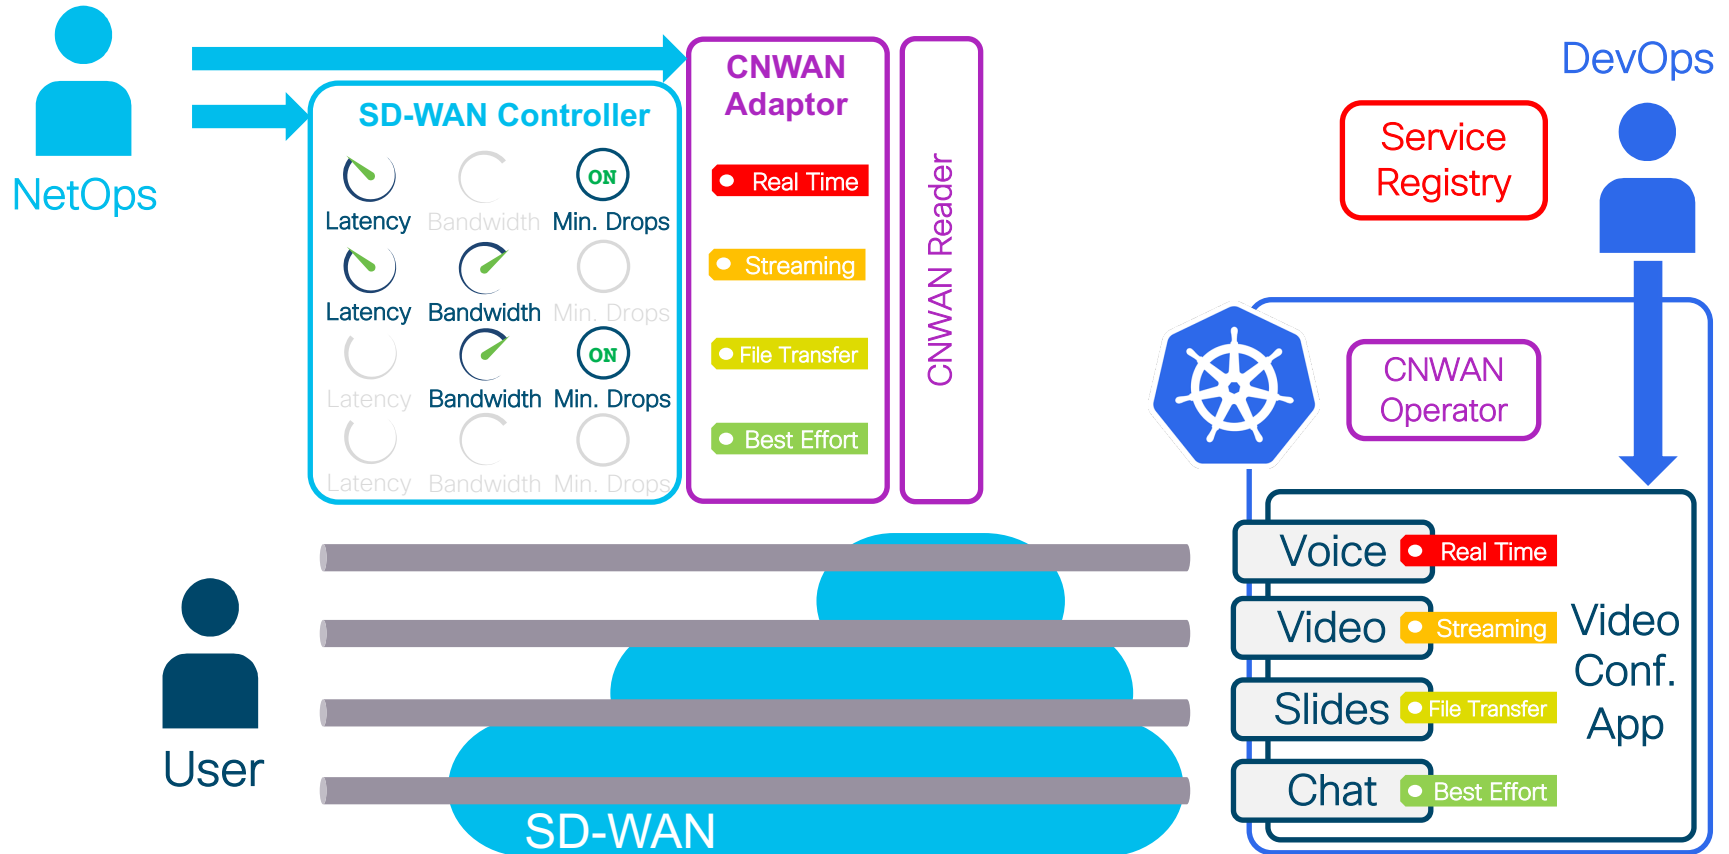 NetOps
SD-WAN Controller
Latency
Bandwidth
ON
Min. Drops
Latency
Bandwidth
Min. Drops
Latency
Bandwidth
ON
Min. Drops
Latency
Bandwidth
Min. Drops
CNWAN
Adaptor
Real Time
Streaming
File Transfer
Best Effort
CNWAN Reader
Service
Registry
DevOps
CNWAN
Operator
Voice
Real Time
Video
Streaming
Slides
File Transfer
Chat
Best Effort
Video
Conf.
App
User
SD-WAN